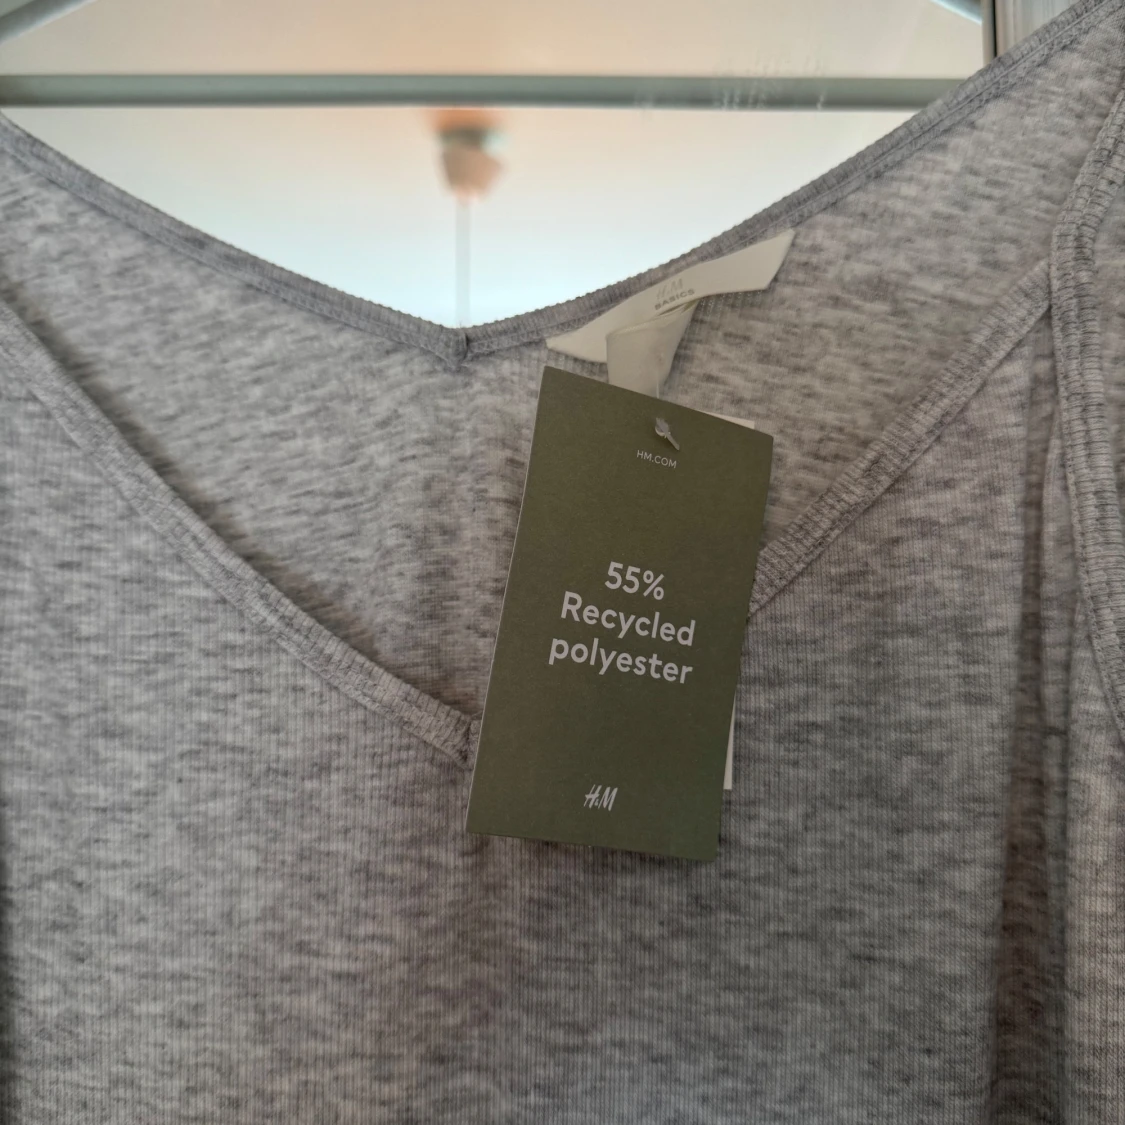 H&M
BASICS
HM.COM
55%
Recycled
polyester
H&M